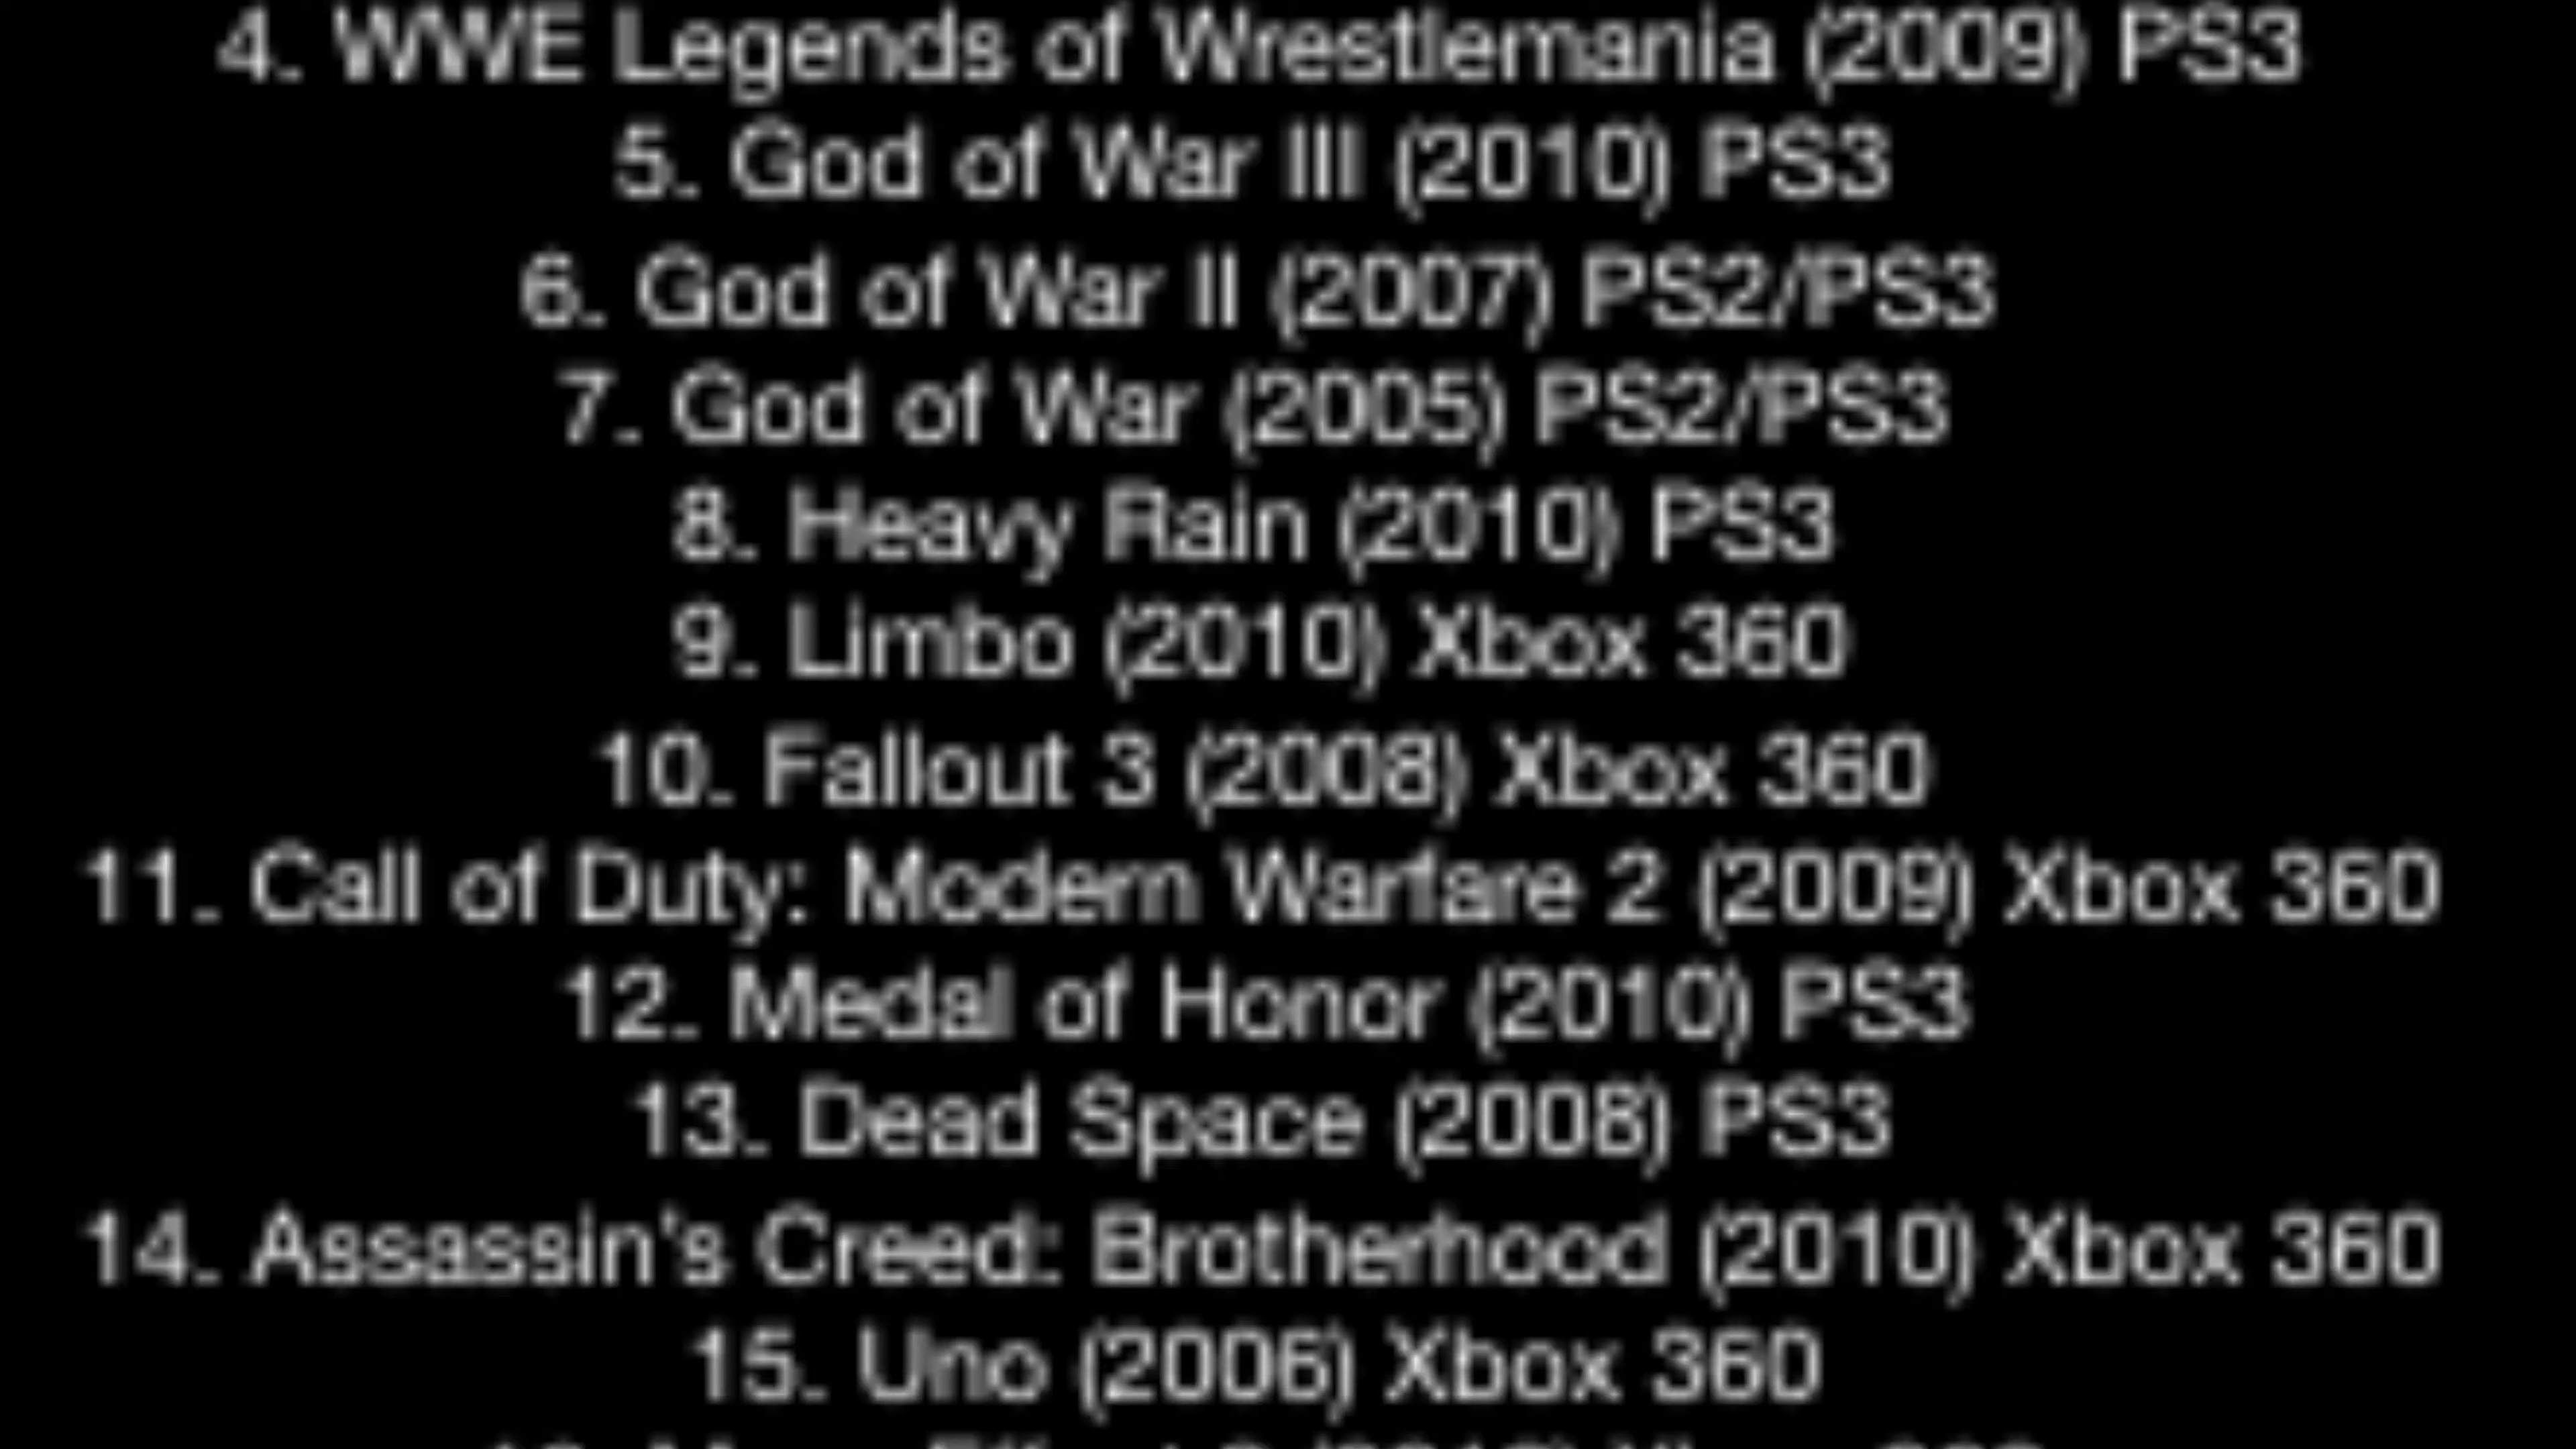 4. WWE Legends of Wrestlemania (2009) PS3
5. God of War III (2010) PS3
6. God of War II (2007) PS2/PS3
7. God of War (2005) PS2/PS3
8. Heavy Rain (2010) PS3
9. Limbo (2010) Xbox 360
10. Fallout 3 (2008) Xbox 360
11. Call of Duty: Modern Warfare 2 (2009) Xbox 360
12. Medal of Honor (2010) PS3
13. Dead Space (2008) PS3
14. Assassin's Creed: Brotherhood (2010) Xbox 360
15. Uno (2006) Xbox 360